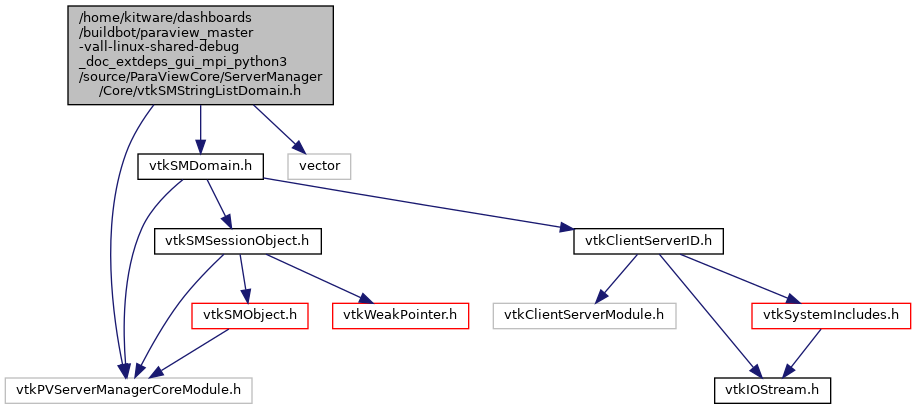 /home/kitware/dashboards
/buildbot/paraview_master
-vall-linux-shared-debug
_doc_extdeps_gui_mpi_python3
/source/ParaViewCore/ServerManager
/Core/vtkSMStringListDomain.h
vtkSMDomain.h
vector
vtkSMSessionObject.h
vtkClientServerID.h
vtkSMObject.h
vtkWeakPointer.h
vtkClientServerModule.h
vtkSystemIncludes.h
vtkPVServerManagerCoreModule.h
vtkIOStream.h